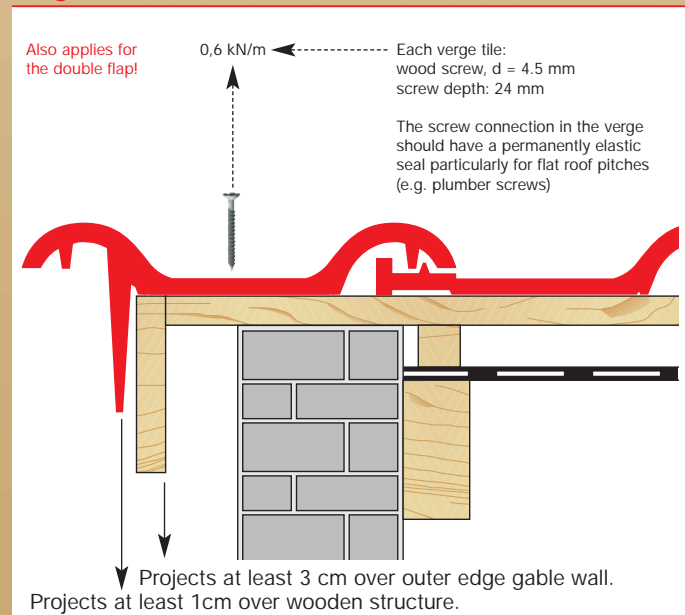 Also applies for
the double flap!
0,6 kN/m
Each verge tile:
wood screw, d = 4.5 mm
screw depth: 24 mm
The screw connection in the verge
should have a permanently elastic
seal particularly for flat roof pitches
(e.g. plumber screws)
Projects at least 3 cm over outer edge gable wall.
Projects at least 1cm over wooden structure.